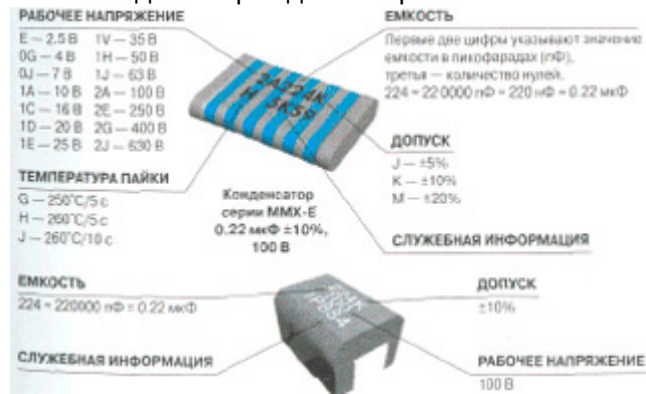 РАБОЧЕЕ НАПРЯЖЕНИЕ
E — 2.5 В 1V — 35 В
0G — 4 В 1H — 50 В
0J — 7 В 1J — 63 В
1A — 10 В 2A — 100 В
1C — 16 В 2E — 250 В
1D — 20 В 2G — 400 В
1E — 25 В 2J — 630 В
ТЕМПЕРАТУРА ПАЙКИ
G — 250°C/5 с
H — 260°C/5 с
J — 260°C/10 с
2A224K
H 5K59
Конденсатор
серии MMX-E
0.22 мкФ ±10%,
100 В
ЕМКОСТЬ
Первые две цифры указывают значение
емкости в пикофарадах (пФ),
третья — количество нулей.
224 = 22 0000 пФ = 220 нФ = 0.22 мкФ
ДОПУСК
J — ±5%
K — ±10%
M — ±20%
СЛУЖЕБНАЯ ИНФОРМАЦИЯ
ЕМКОСТЬ
224 = 220000 пФ = 0.22 мкФ
СЛУЖЕБНАЯ ИНФОРМАЦИЯ
ДОПУСК
±10%
РАБОЧЕЕ НАПРЯЖЕНИЕ
100 В